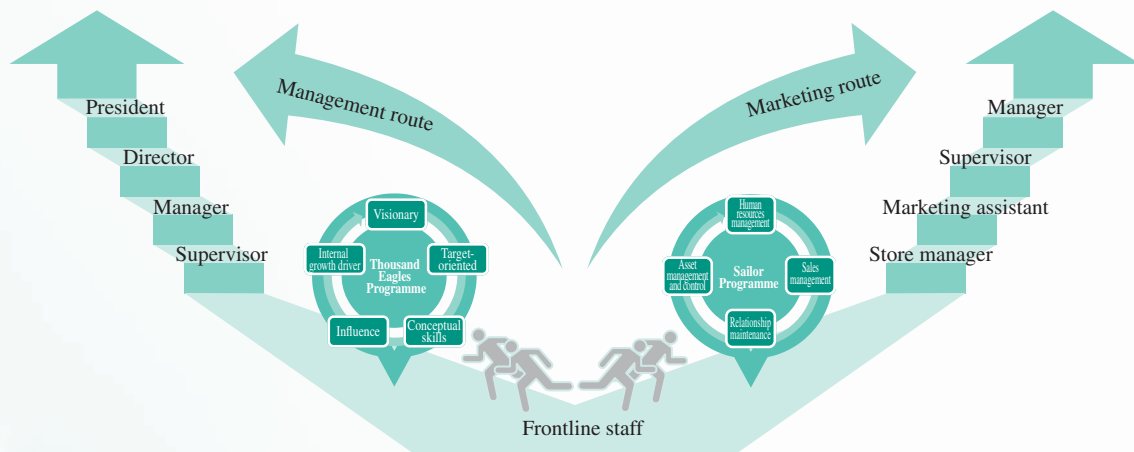 Management route
President
Director
Manager
Supervisor
Visionary
Internal
growth driver
Target-
oriented
Thousand
Eagles
Programme
Influence
Conceptual
skills
Marketing route
Manager
Supervisor
Marketing assistant
Store manager
Human
resources
management
Asset
management
and control
Sales
management
Sailor
Programme
Relationship
maintenance
Frontline staff